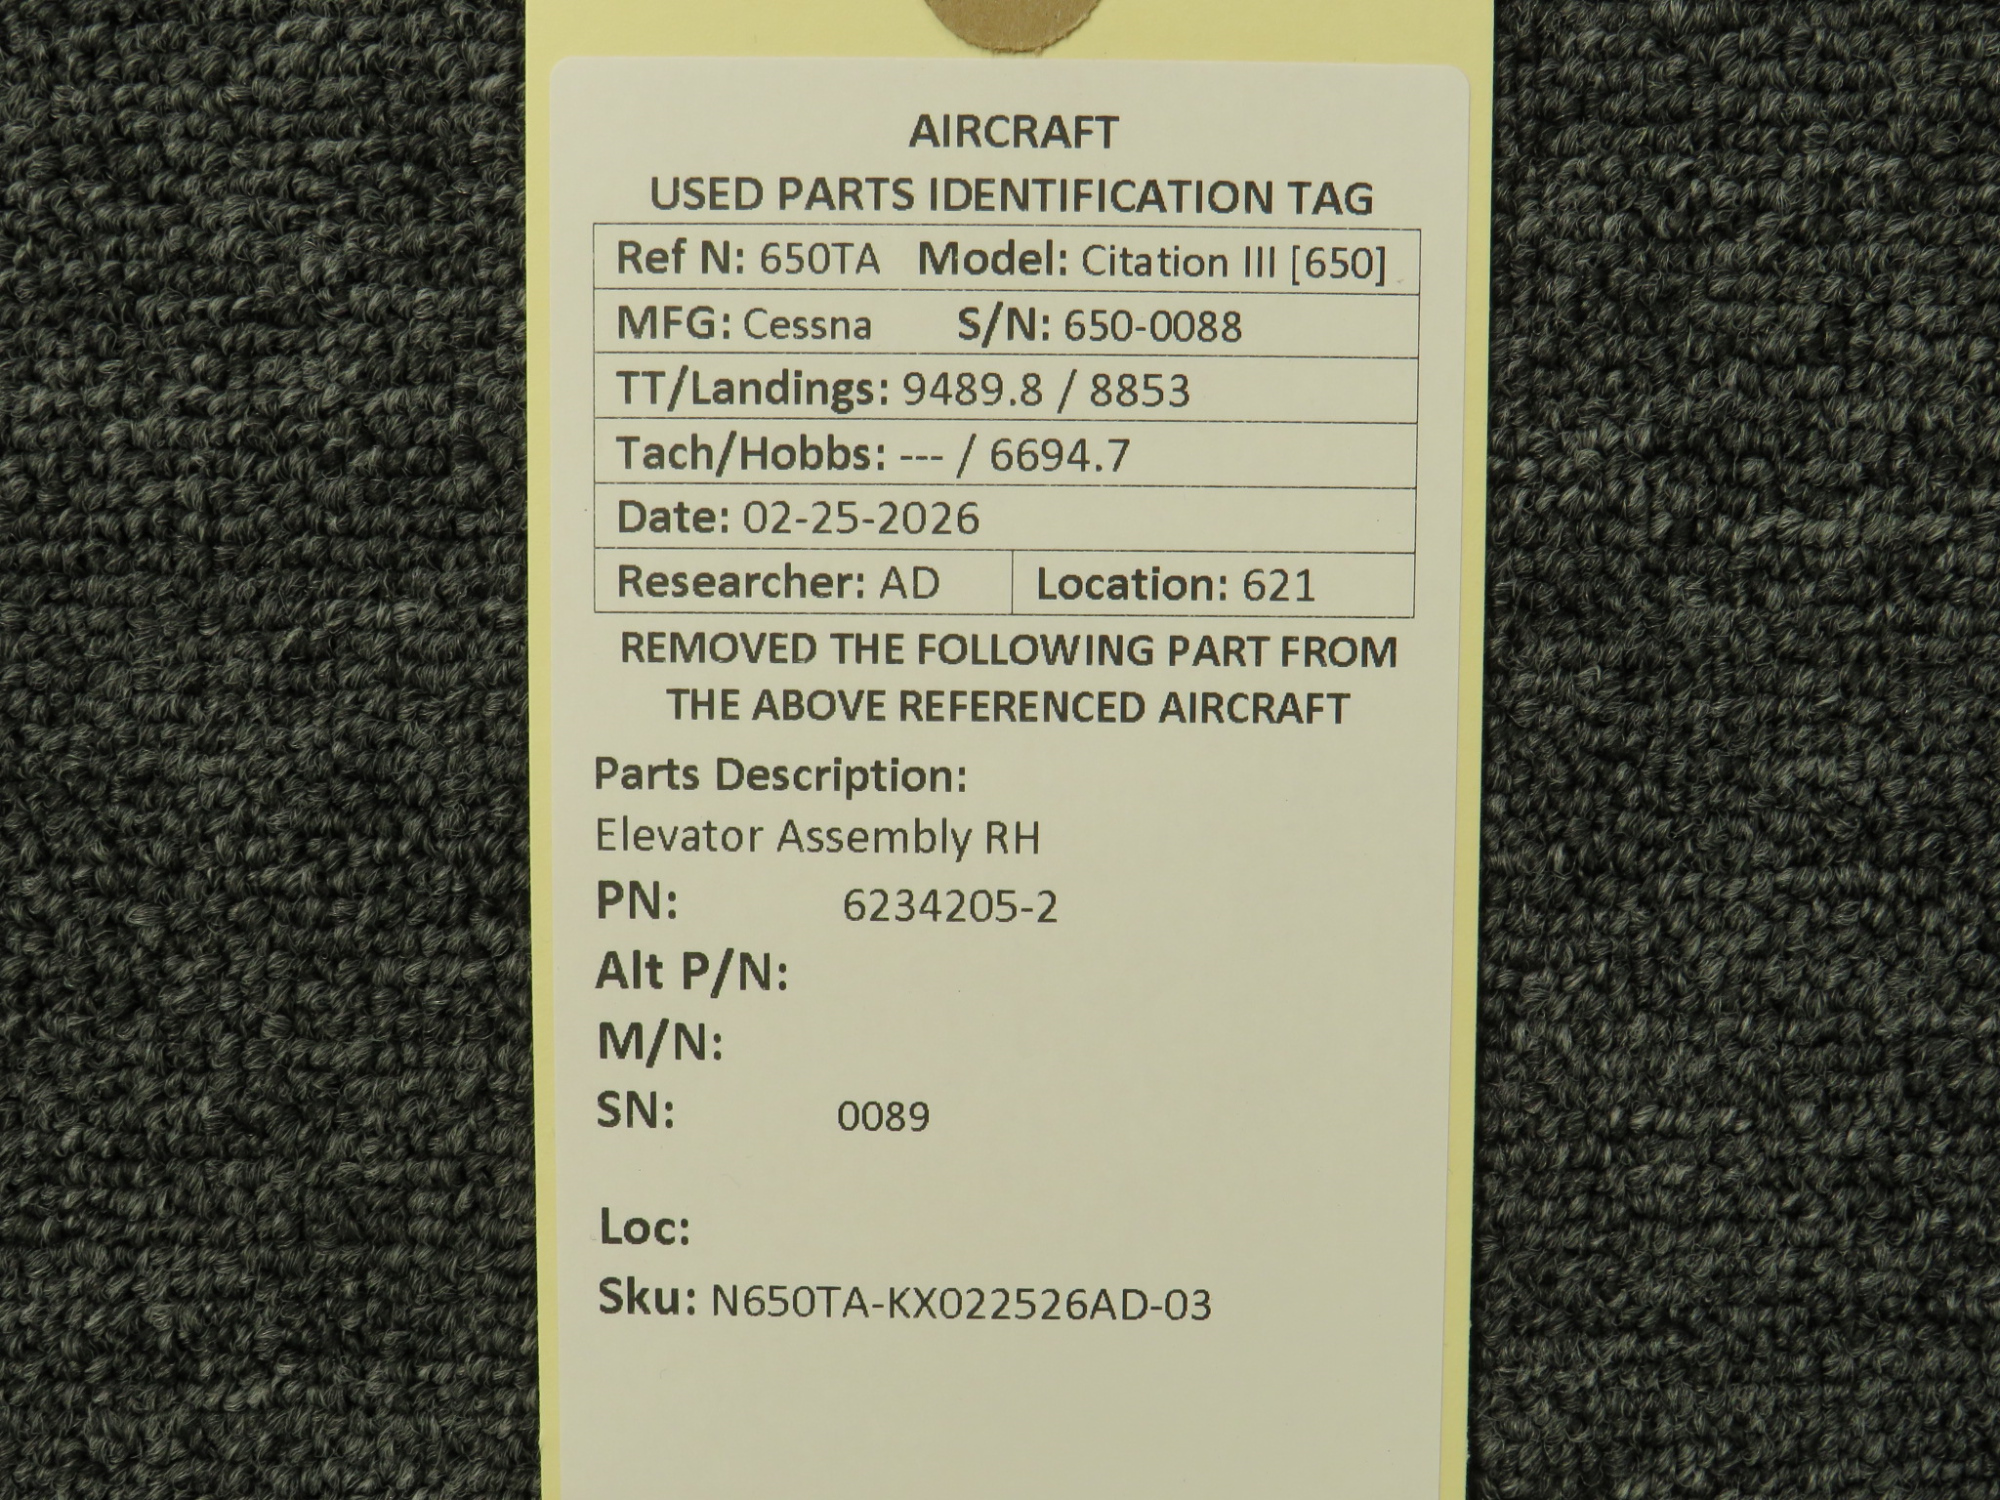 AIRCRAFT
USED PARTS IDENTIFICATION TAG
Ref N: 650TA Model: Citation III [650]
MFG: Cessna S/N: 650-0088
TT/Landings: 9489.8 / 8853
Tach/Hobbs: --- / 6694.7
Date: 02-25-2026
Researcher: AD Location: 621
REMOVED THE FOLLOWING PART FROM
THE ABOVE REFERENCED AIRCRAFT
Parts Description:
Elevator Assembly RH
PN: 6234205-2
Alt P/N:
M/N:
SN: 0089
Loc:
Sku: N650TA-KX022526AD-03